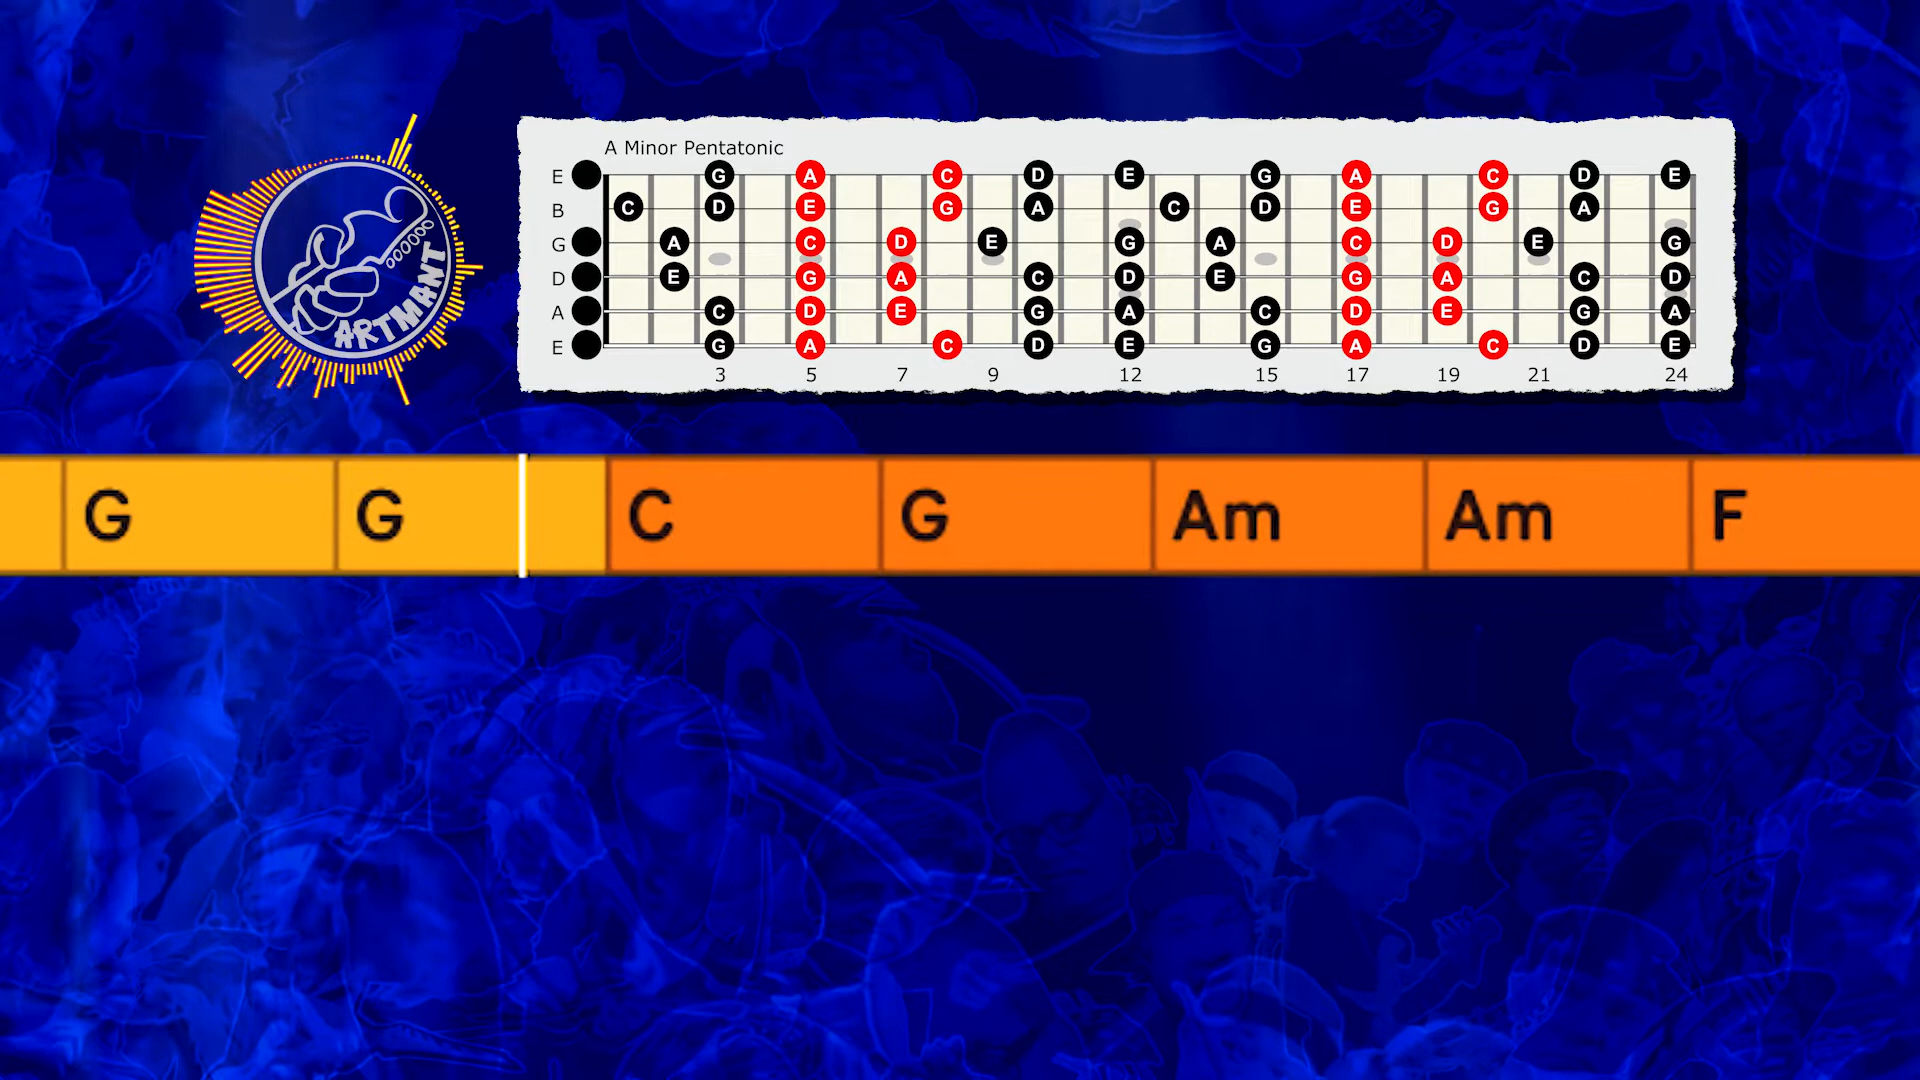 A Minor Pentatonic
E G A C D E G A C D E
B C D E G A C D E G A
G A C D E G A C D E G
D E G A C D E G A C D
A C D E G A C D E G A
E G A C D E G A C D E
3 5 7 9 12 15 17 19 21 24
ARTMANT
G G C G Am Am F